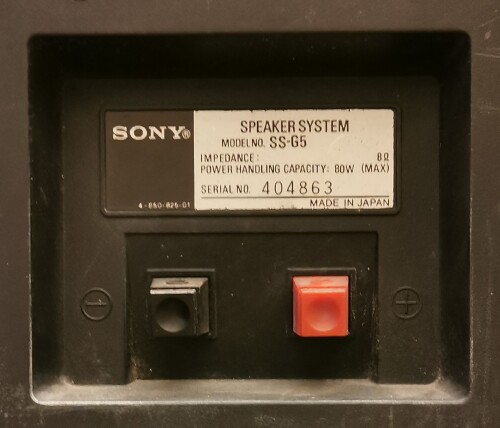 SONY®
SPEAKER SYSTEM
MODEL NO. SS-G5
IMPEDANCE: 8Ω
POWER HANDLING CAPACITY: 80W (MAX)
SERIAL NO. 404863
4-850-825-01
MADE IN JAPAN
- +